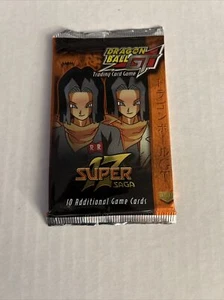 DRAGON
BALL GT
Trading Card Game
SUPER
17
SAGA
10 Additional Game Cards